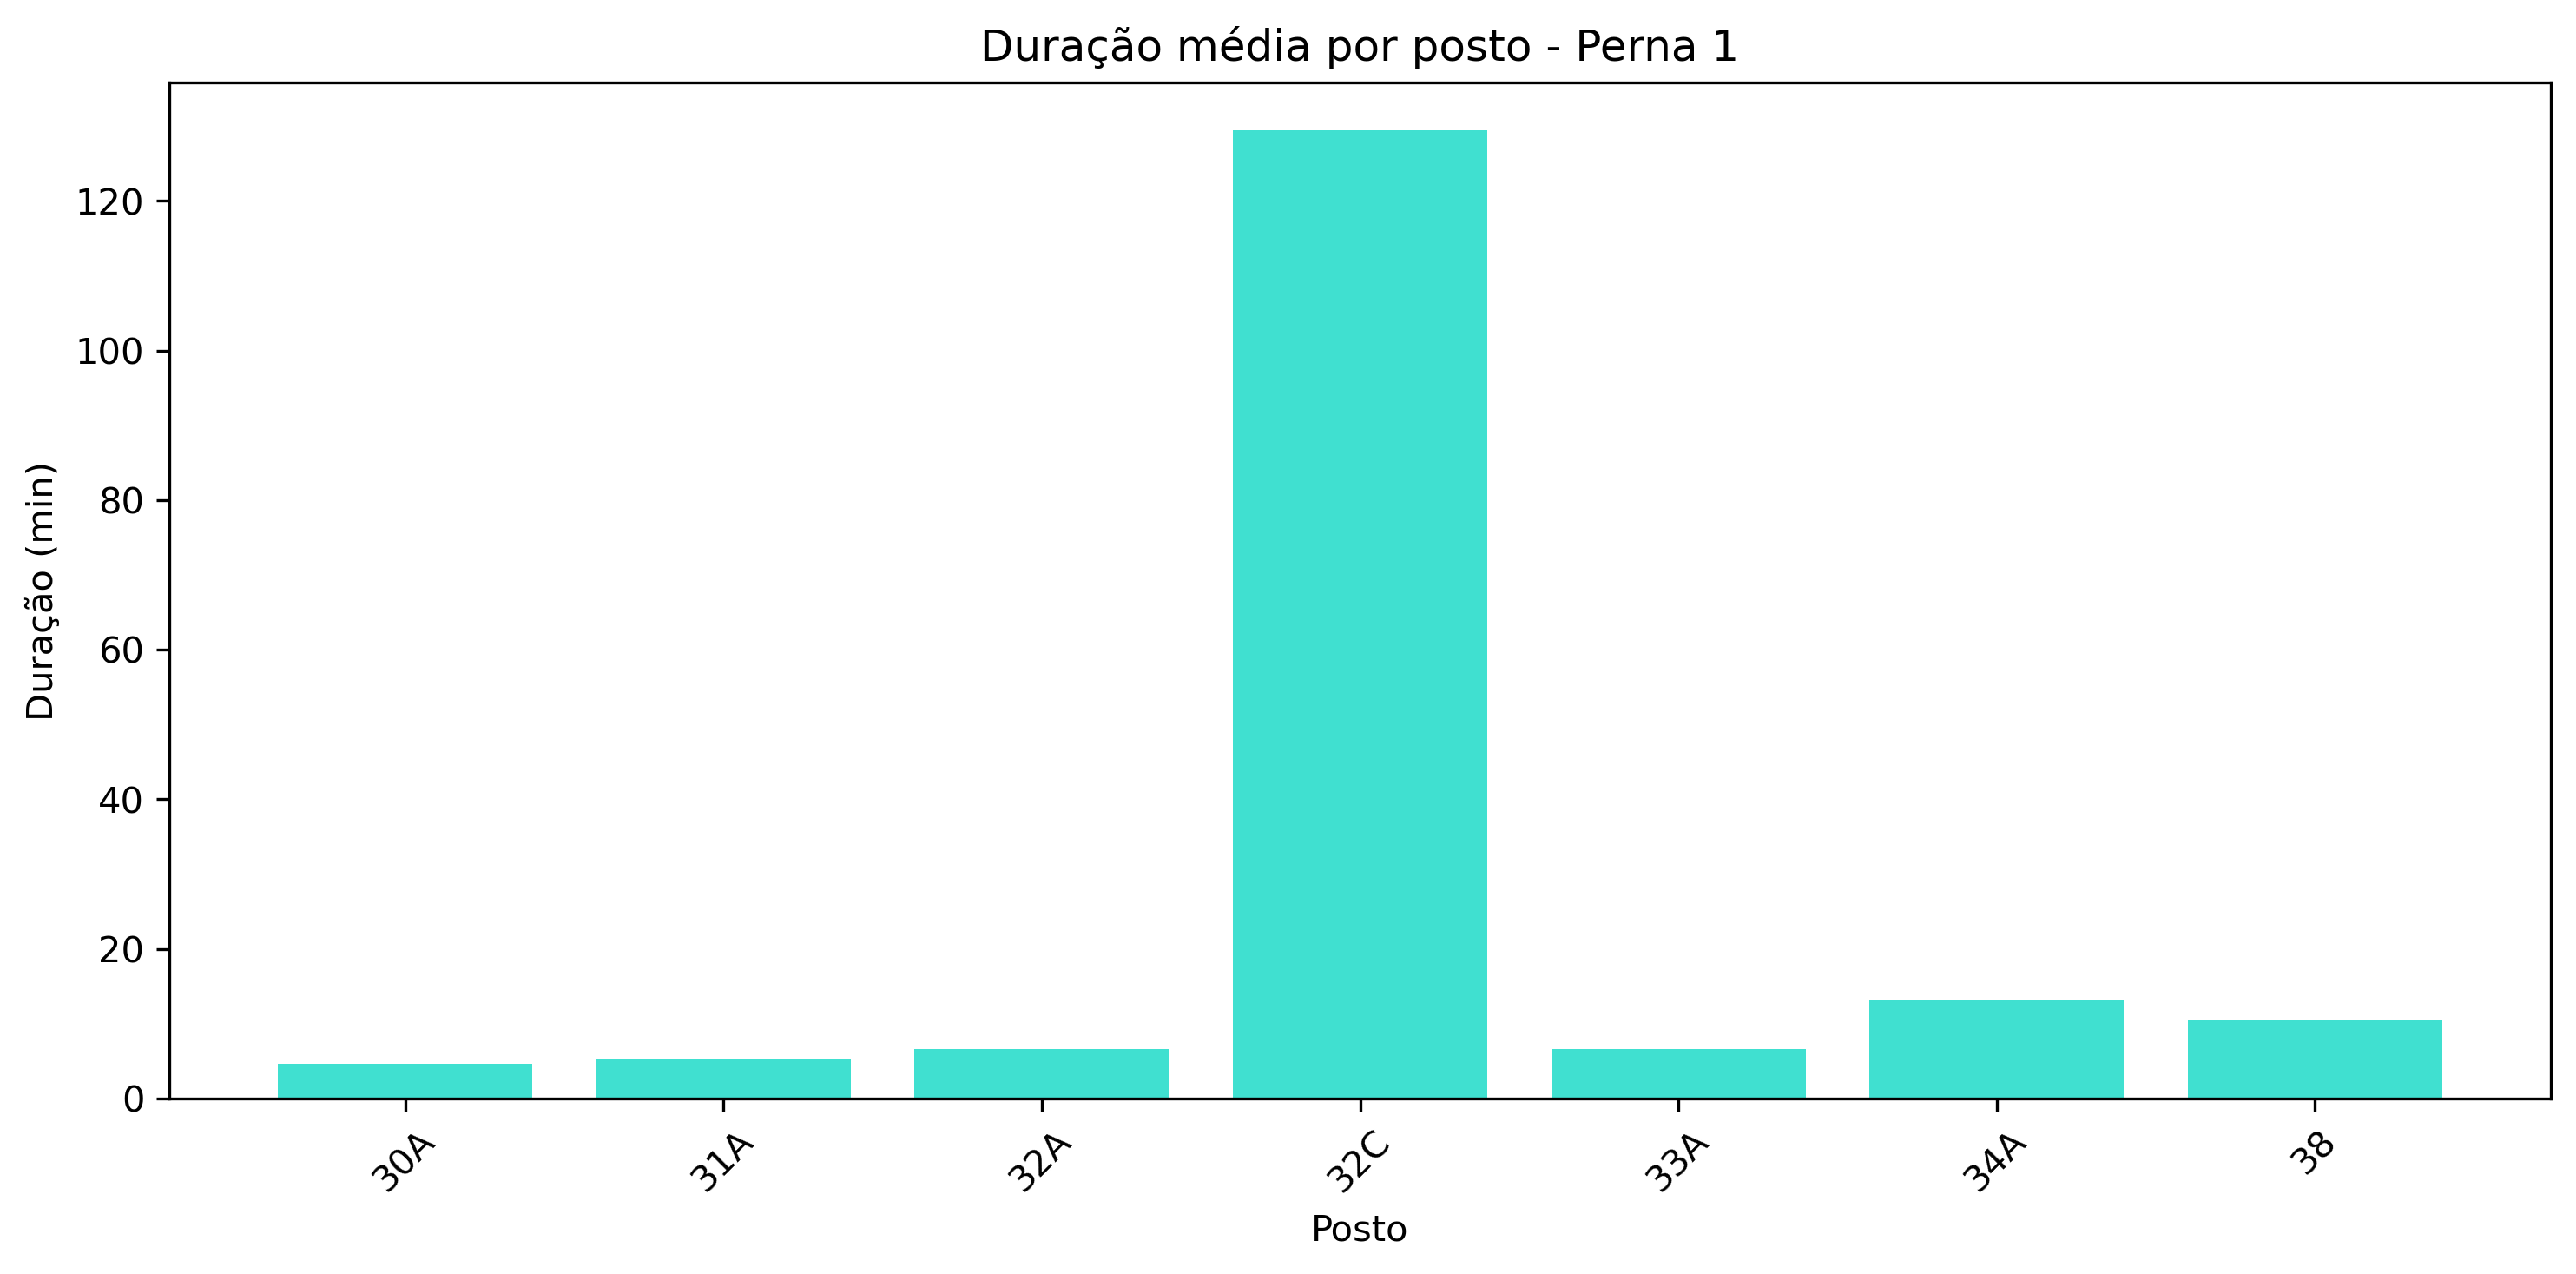 Duração média por posto - Perna 1
Duração (min)
120
100
80
60
40
20
0
30A
31A
32A
32C
33A
34A
38
Posto